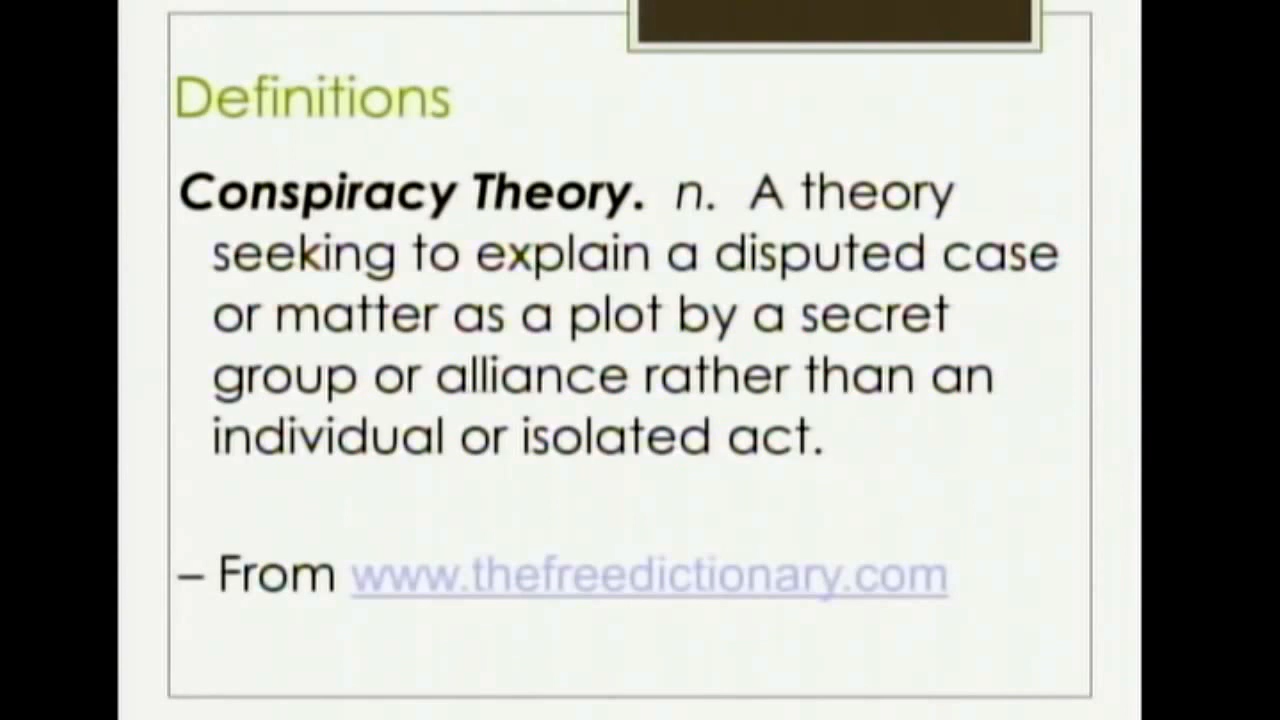 Definitions
Conspiracy Theory. n. A theory
seeking to explain a disputed case
or matter as a plot by a secret
group or alliance rather than an
individual or isolated act.
– From www.thefreedictionary.com